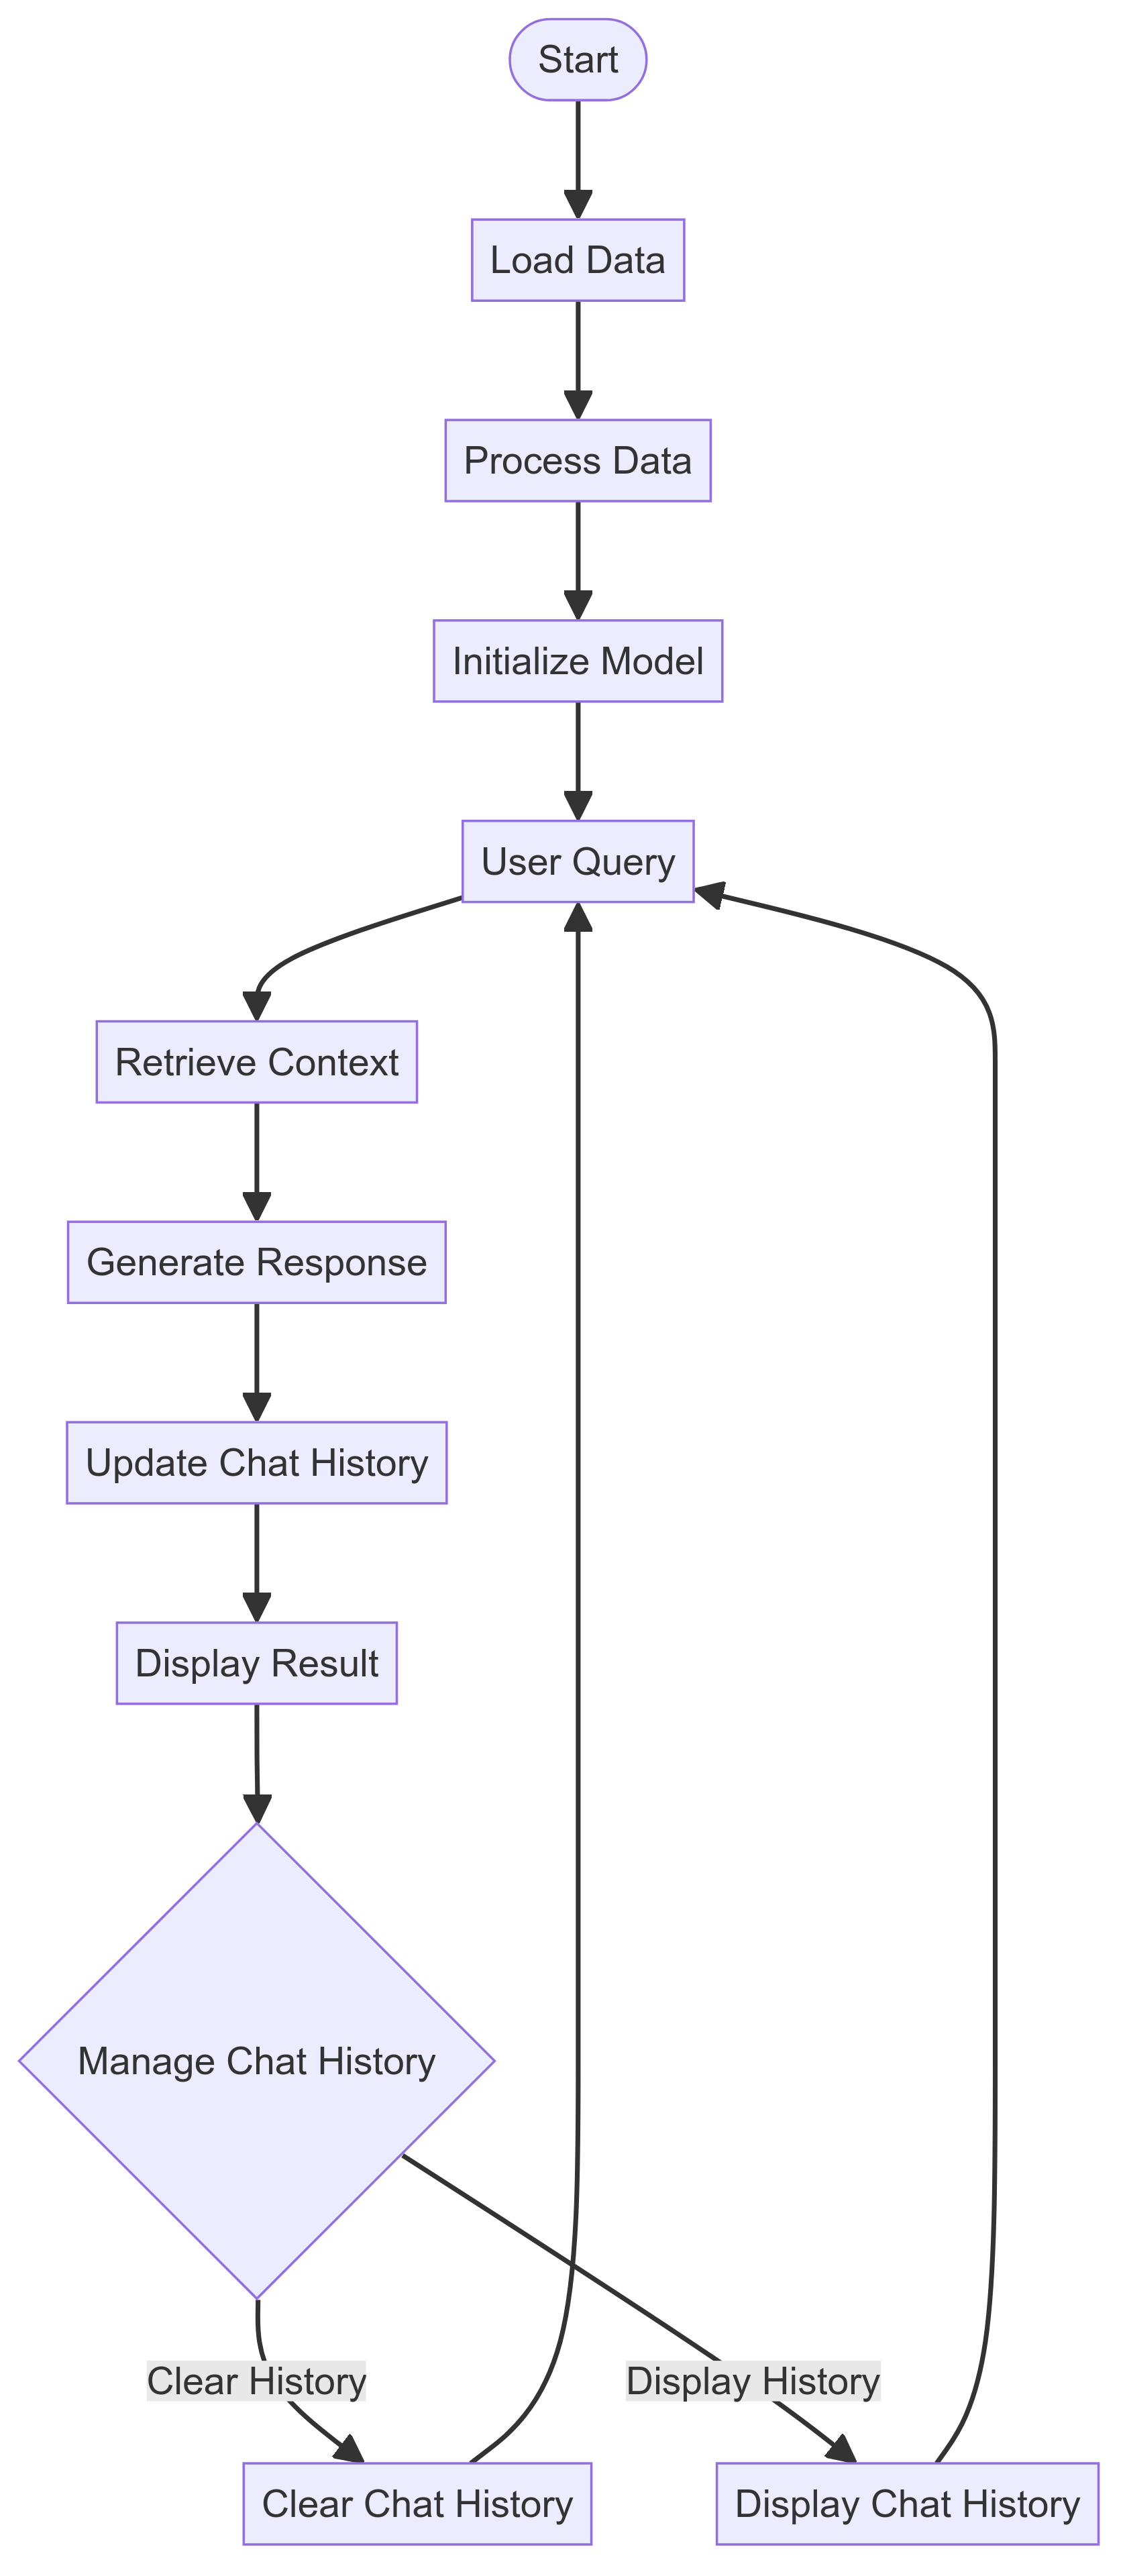 Start
Load Data
Process Data
Initialize Model
User Query
Retrieve Context
Generate Response
Update Chat History
Display Result
Manage Chat History
Clear History
Display History
Clear Chat History
Display Chat History